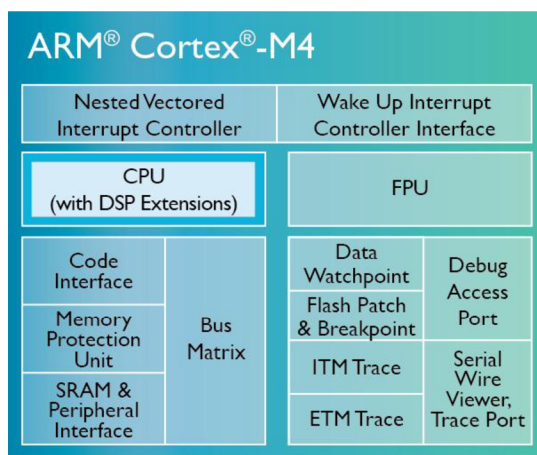 ARM® Cortex®-M4
Nested Vectored
Interrupt Controller
Wake Up Interrupt
Controller Interface
CPU
(with DSP Extensions)
FPU
Code
Interface
Memory
Protection
Unit
SRAM &
Peripheral
Interface
Bus
Matrix
Data
Watchpoint
Flash Patch
& Breakpoint
ITM Trace
ETM Trace
Debug
Access
Port
Serial
Wire
Viewer,
Trace Port